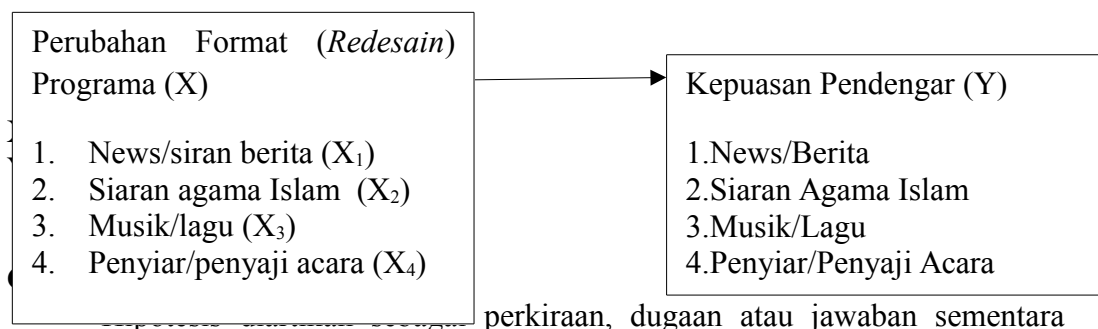 Perubahan Format (Redesain)
Programa (X)
1. News/siran berita (X₁)
2. Siaran agama Islam (X₂)
3. Musik/lagu (X₃)
4. Penyiar/penyaji acara (X₄)
Kepuasan Pendengar (Y)
1.News/Berita
2.Siaran Agama Islam
3.Musik/Lagu
4.Penyiar/Penyaji Acara
perkiraan, dugaan atau jawaban sementara